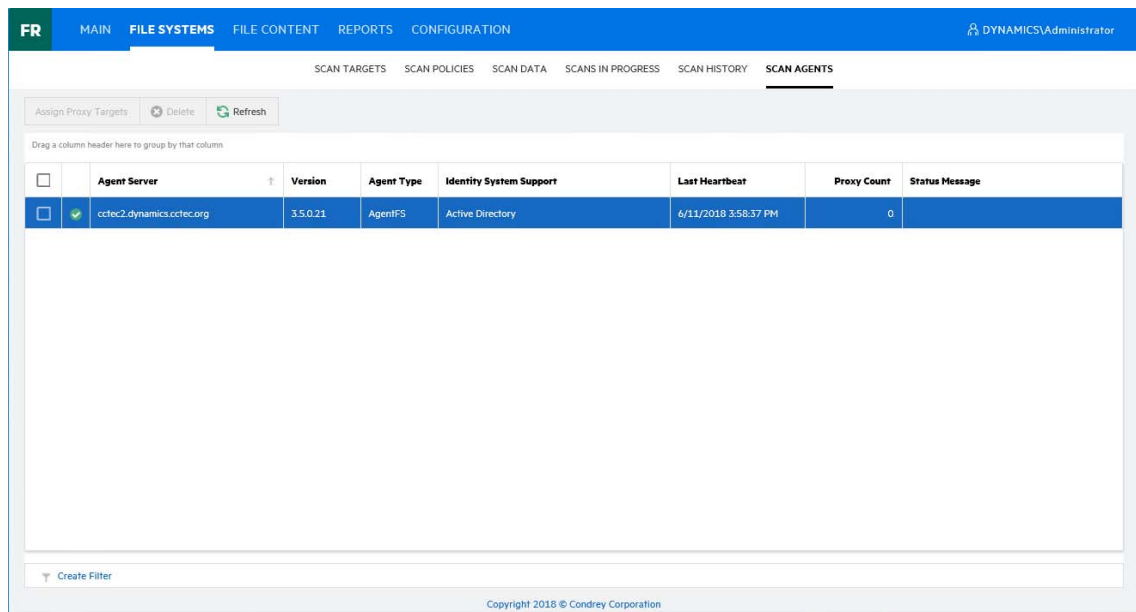 FR MAIN FILE SYSTEMS FILE CONTENT REPORTS CONFIGURATION DYNAMICS\Administrator
SCAN TARGETS SCAN POLICIES SCAN DATA SCANS IN PROGRESS SCAN HISTORY SCAN AGENTS
Assign Proxy Targets Delete Refresh
Drag a column header here to group by that column
Agent Server Version Agent Type Identity System Support Last Heartbeat Proxy Count Status Message
cctec2.dynamics.cctec.org 3.5.0.21 AgentFS Active Directory 6/11/2018 3:58:37 PM 0
Create Filter
Copyright 2018 © Condrey Corporation